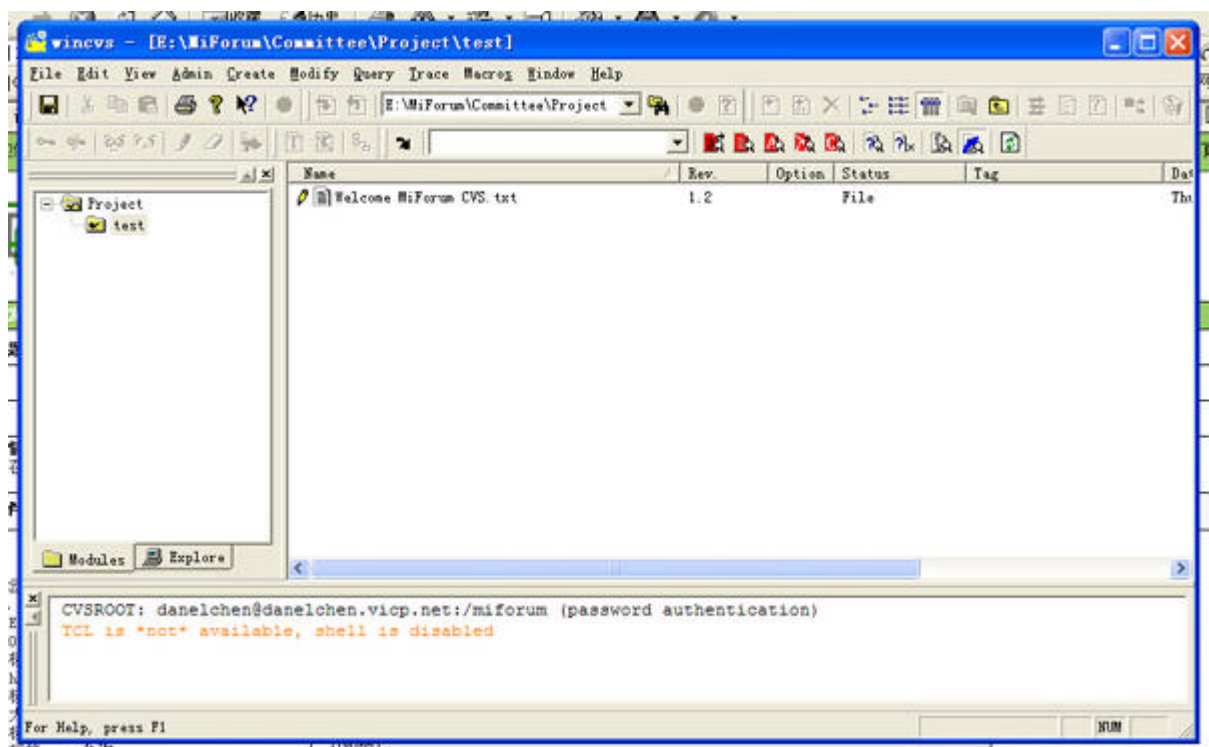 wincvs - [E:\MiForum\Committee\Project\test]
File Edit View Admin Create Modify Query Trace Macros Window Help
E:\MiForum\Committee\Project
Name Rev. Option Status Tag
Project
test
Welcome MiForum CVS.txt 1.2 File
Modules Explore
CVSROOT: danelchen@danelchen.vicp.net:/miforum (password authentication)
TCL is *not* available, shell is disabled
For Help, press F1 NUM